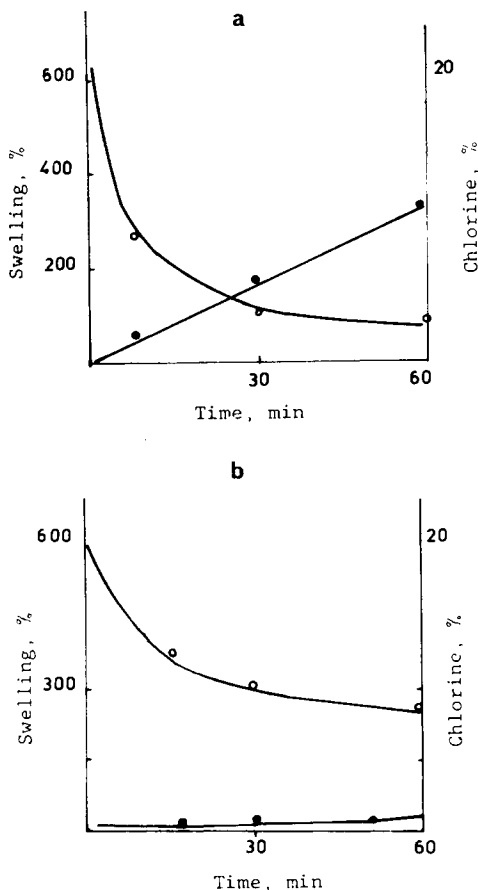 a
600
400
200
Swelling, %
20
Chlorine, %
30
60
Time, min
b
600
300
Swelling, %
20
Chlorine, %
30
60
Time, min